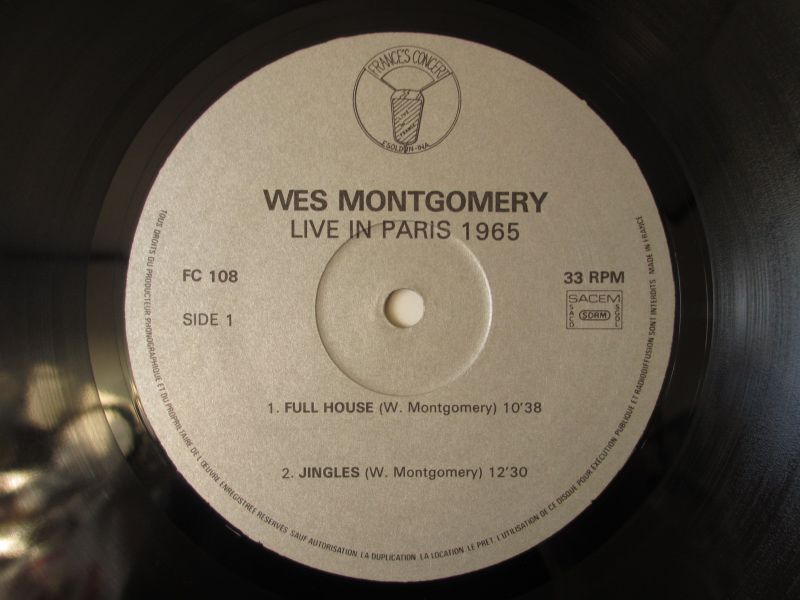 FRANCE'S CONCERT
ESOLDUN-INA
WES MONTGOMERY
LIVE IN PARIS 1965
FC 108
33 RPM
SACEM
SACD
SDRM
SGDL
SIDE 1
1. FULL HOUSE (W. Montgomery) 10'38
2. JINGLES (W. Montgomery) 12'30
TOUS DROITS DU PRODUCTEUR PHONOGRAPHIQUE ET DU PROPRIETAIRE DE L'ŒUVRE ENREGISTREE RESERVES SAUF AUTORISATION, LA DUPLICATION, LA LOCATION, LE PRET, L'UTILISATION DE CE DISQUE POUR EXECUTION PUBLIQUE ET RADIODIFFUSION SONT INTERDITS MADE IN FRANCE